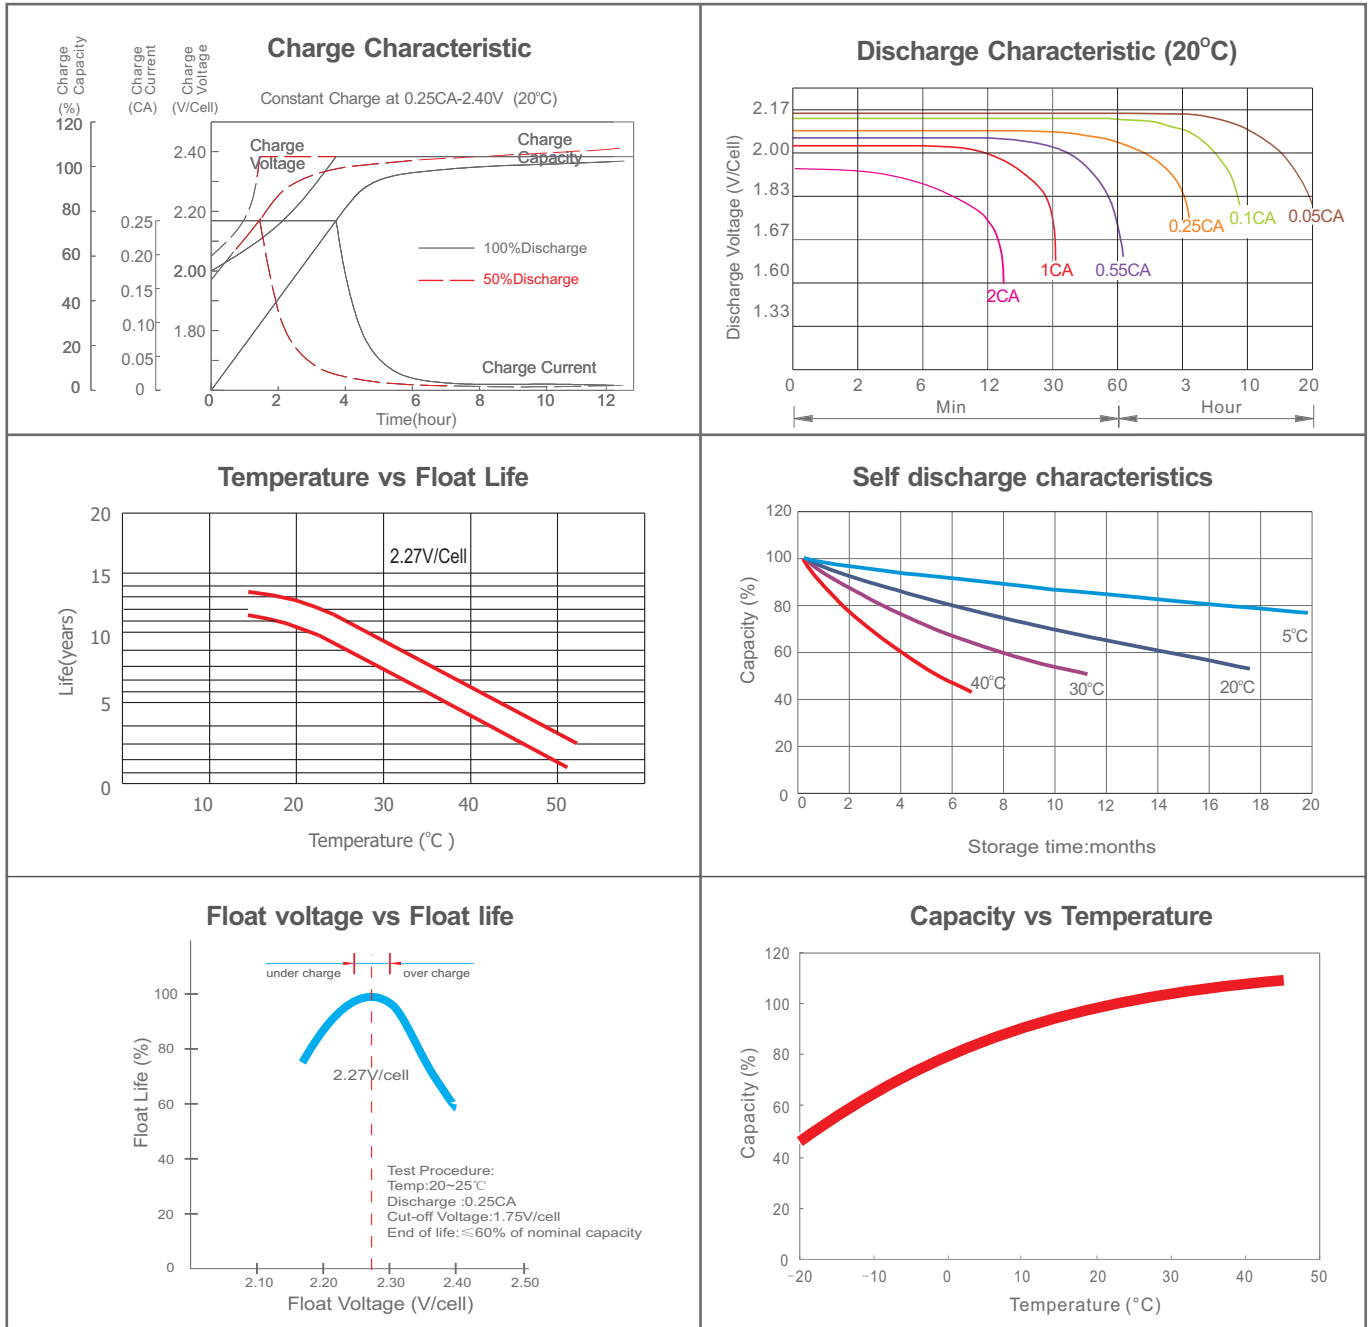 Charge Characteristic
Charge Capacity
Charge Current
Charge Voltage
(%)
(CA)
(V/Cell)
Constant Charge at 0.25CA-2.40V (20°C)
120
100
80
60
40
20
0
0.25
0.20
0.15
0.10
0.05
0
2.40
2.20
2.00
1.80
Charge Voltage
Charge Capacity
100%Discharge
50%Discharge
Charge Current
0 2 4 6 8 10 12
Time(hour)
Discharge Characteristic (20°C)
Discharge Voltage (V/Cell)
2.17
2.00
1.83
1.67
1.60
1.33
2CA
1CA
0.55CA
0.25CA
0.1CA
0.05CA
0 2 6 12 30 60 3 10 20
Min Hour
Temperature vs Float Life
Life(years)
20
15
10
5
0
2.27V/Cell
10 20 30 40 50
Temperature (°C )
Self discharge characteristics
Capacity (%)
120
100
80
60
40
20
0
5°C
40°C
30°C
20°C
0 2 4 6 8 10 12 14 16 18 20
Storage time:months
Float voltage vs Float life
under charge
over charge
Float Life (%)
100
80
60
40
20
0
2.27V/cell
Test Procedure:
Temp:20~25℃
Discharge :0.25CA
Cut-off Voltage:1.75V/cell
End of life:≤60% of nominal capacity
2.10 2.20 2.30 2.40 2.50
Float Voltage (V/cell)
Capacity vs Temperature
Capacity (%)
120
100
80
60
40
20
0
−20 −10 0 10 20 30 40 50
Temperature (°C)